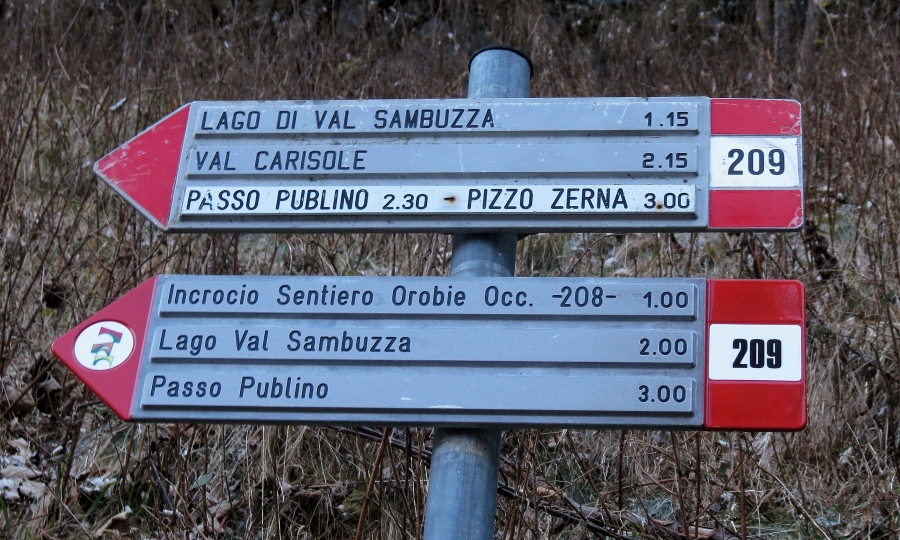 LAGO DI VAL SAMBUZZA 1.15
VAL CARISOLE 2.15
PASSO PUBLINO 2.30 - PIZZO ZERNA 3.00
209
Incrocio Sentiero Orobie Occ. -208- 1.00
Lago Val Sambuzza 2.00
Passo Publino 3.00
209